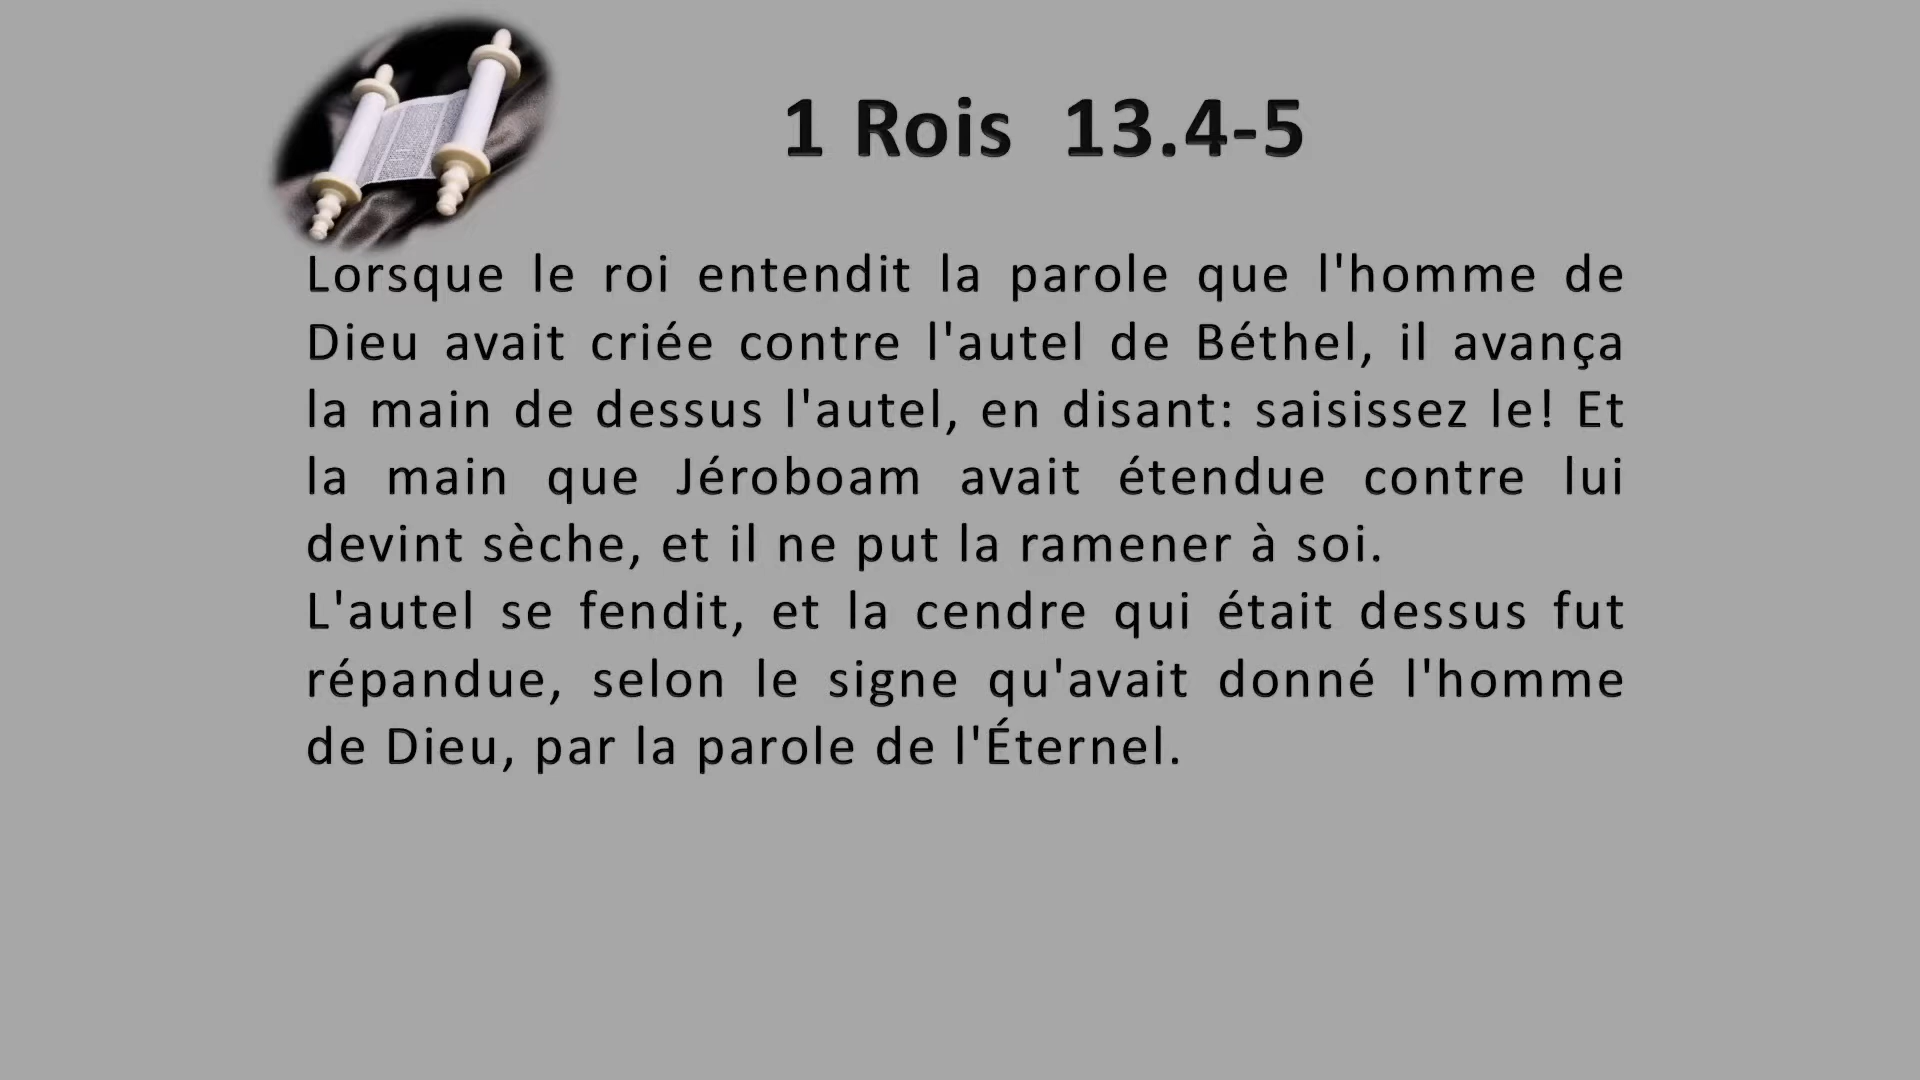 1 Rois 13.4-5
Lorsque le roi entendit la parole que l'homme de
Dieu avait criée contre l'autel de Béthel, il avança
la main de dessus l'autel, en disant: saisissez le! Et
la main que Jéroboam avait étendue contre lui
devint sèche, et il ne put la ramener à soi.
L'autel se fendit, et la cendre qui était dessus fut
répandue, selon le signe qu'avait donné l'homme
de Dieu, par la parole de l'Éternel.